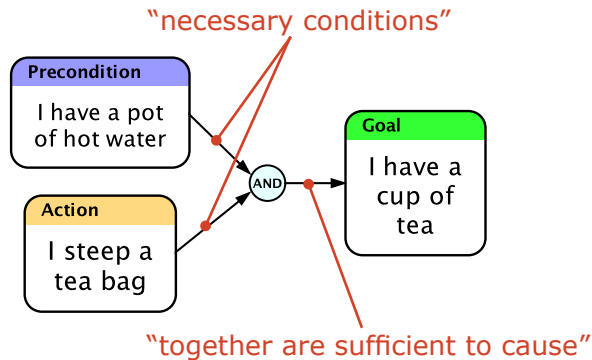 “necessary conditions”
Precondition
I have a pot
of hot water
Goal
I have a
cup of
tea
AND
Action
I steep a
tea bag
“together are sufficient to cause”